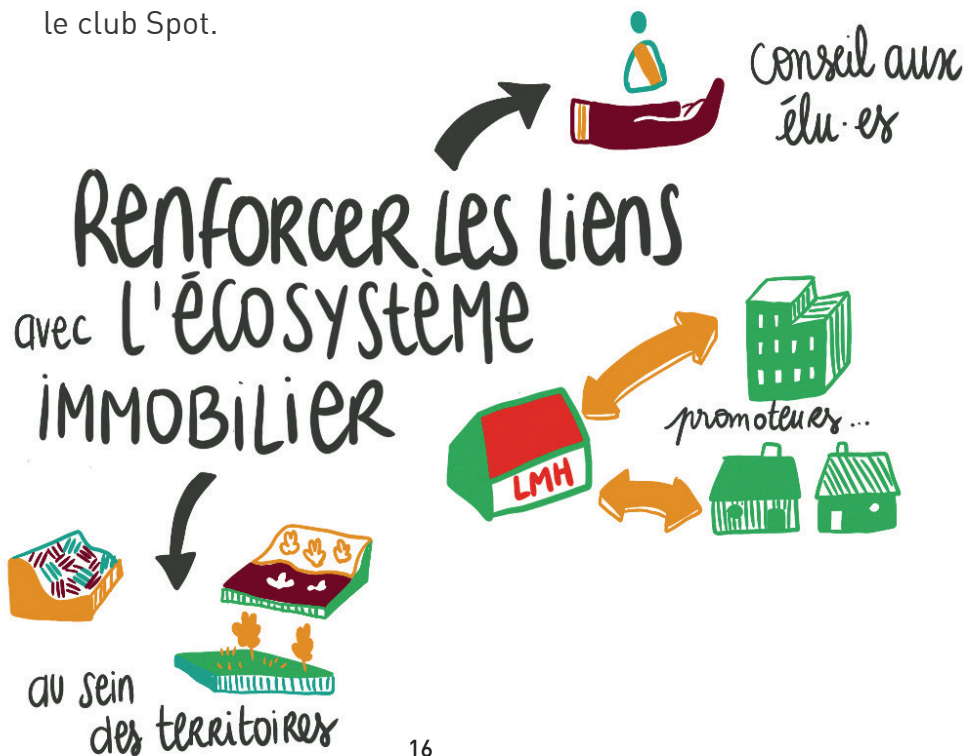 le club Spot.
conseil aux
élu·es
Renforcer les liens
avec l'écosystème
immobilier
promoteurs...
LMH
au sein
des territoires
16